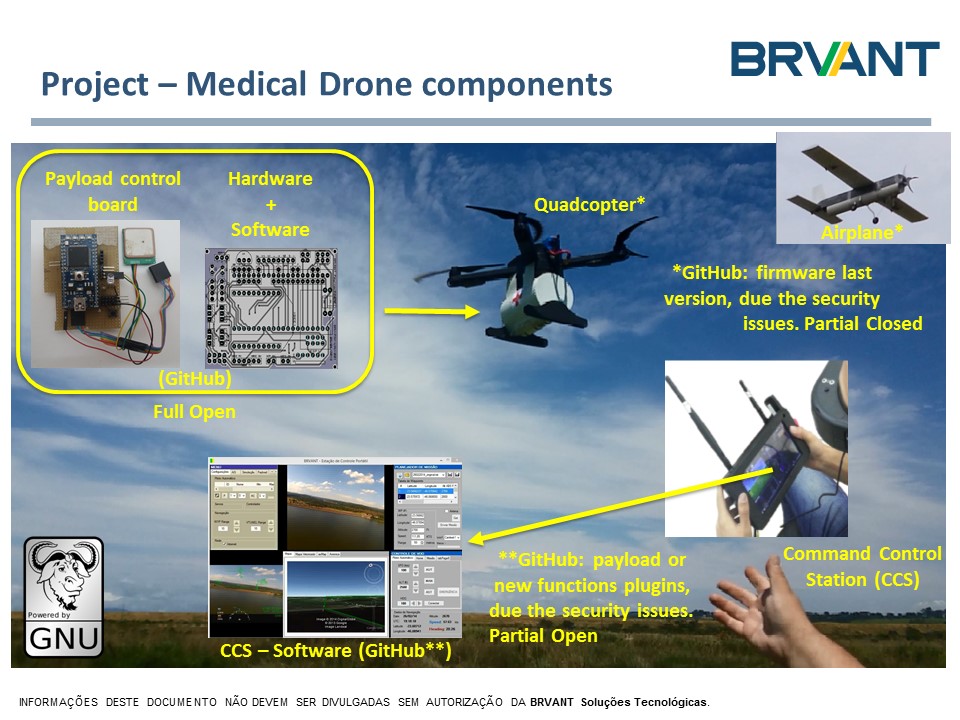 BRVANT
Project – Medical Drone components
Payload control
board
Hardware
+
Software
(GitHub)
Full Open
Quadcopter*
Airplane*
*GitHub: firmware last
version, due the security
issues. Partial Closed
Command Control
Station (CCS)
**GitHub: payload or
new functions plugins,
due the security issues.
Partial Open
CCS – Software (GitHub**)
Powered by
GNU
INFORMAÇÕES DESTE DOCUMENTO NÃO DEVEM SER DIVULGADAS SEM AUTORIZAÇÃO DA BRVANT Soluções Tecnológicas.